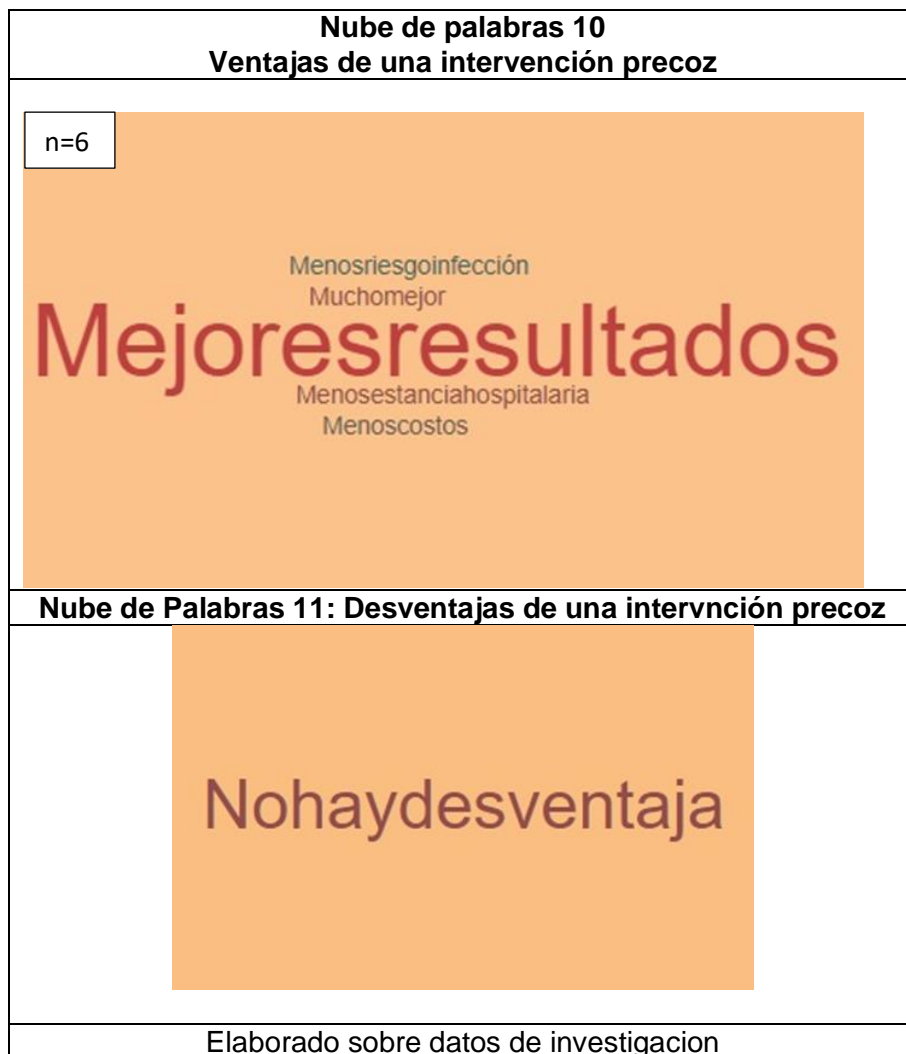 Nube de palabras 10
Ventajas de una intervención precoz
n=6
Menosriesgoinfección
Muchomejor
Mejoresresultados
Menosestanciahospitalaria
Menoscostos
Nube de Palabras 11: Desventajas de una intervnción precoz
Nohaydesventaja
Elaborado sobre datos de investigacion